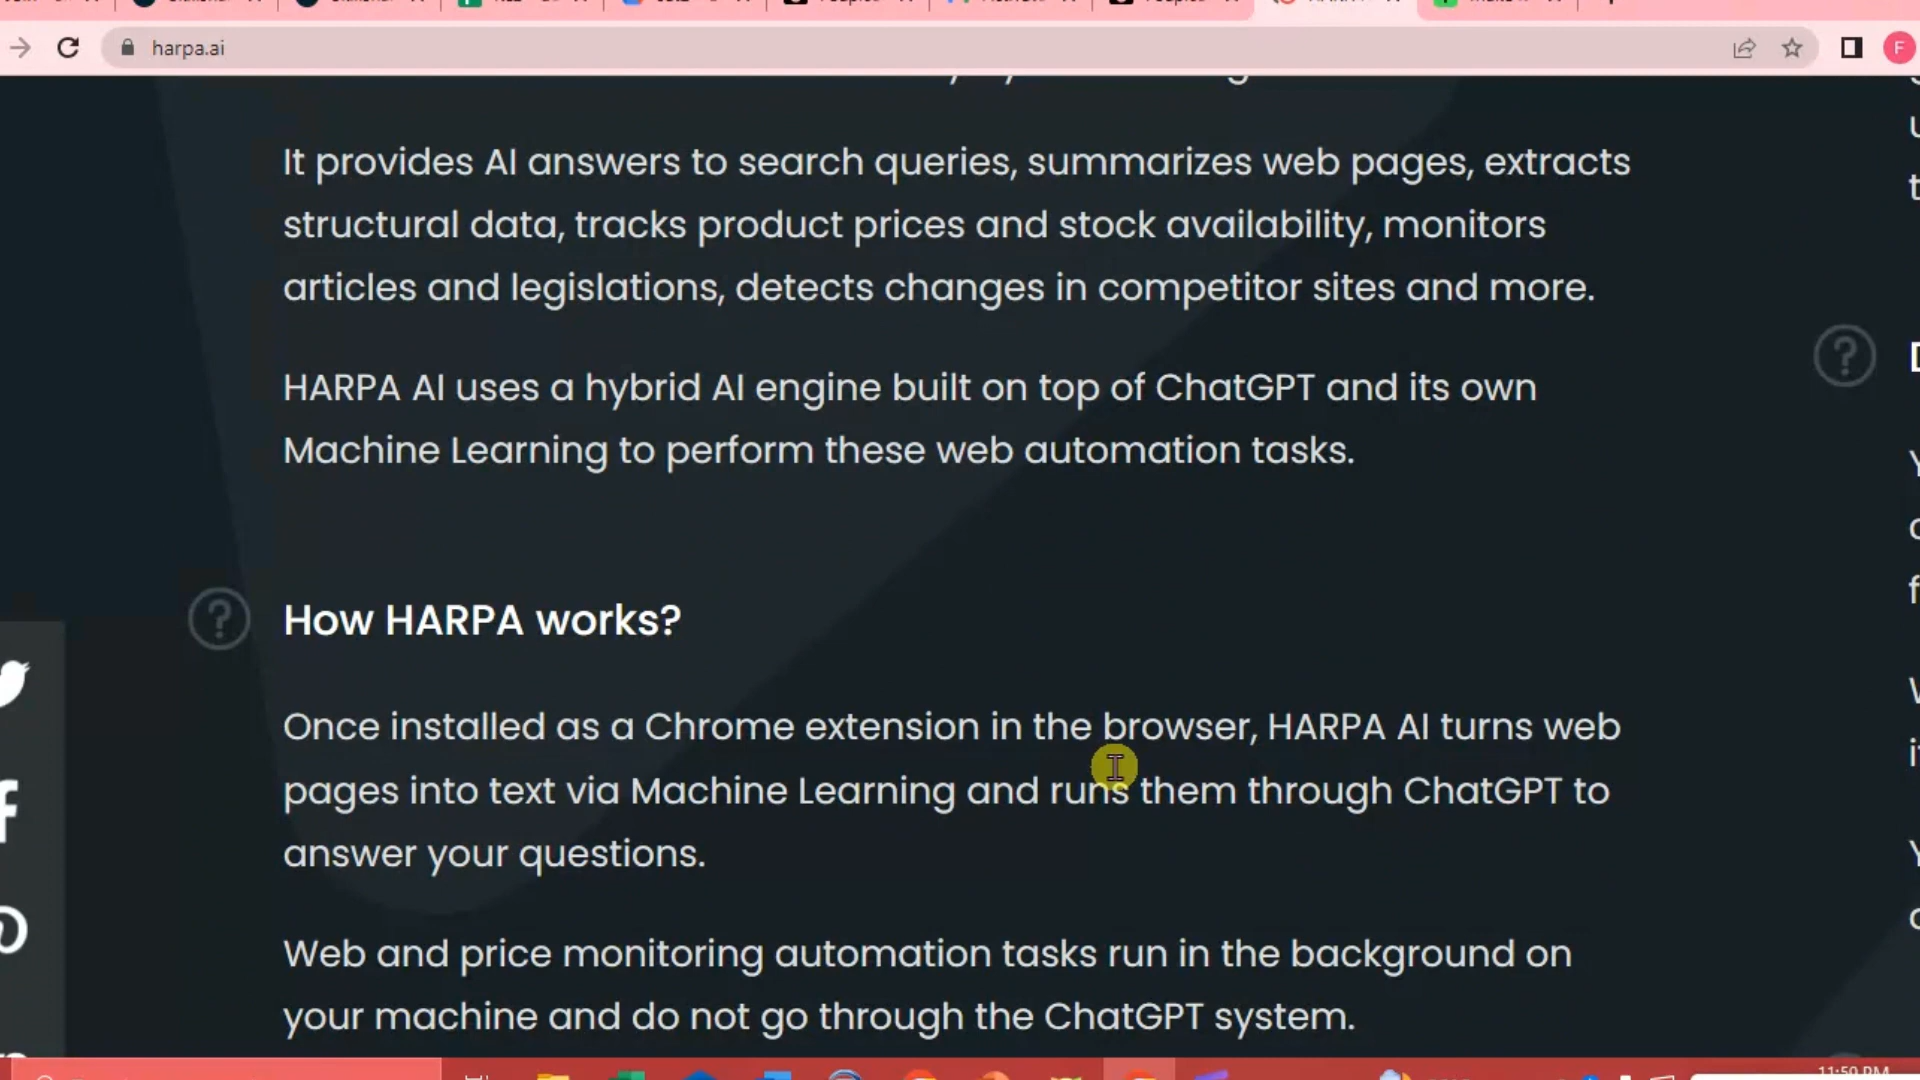 harpa.ai
F
It provides AI answers to search queries, summarizes web pages, extracts
structural data, tracks product prices and stock availability, monitors
articles and legislations, detects changes in competitor sites and more.
HARPA AI uses a hybrid AI engine built on top of ChatGPT and its own
Machine Learning to perform these web automation tasks.
How HARPA works?
Once installed as a Chrome extension in the browser, HARPA AI turns web
pages into text via Machine Learning and runs them through ChatGPT to
answer your questions.
Web and price monitoring automation tasks run in the background on
your machine and do not go through the ChatGPT system.
11:59 PM